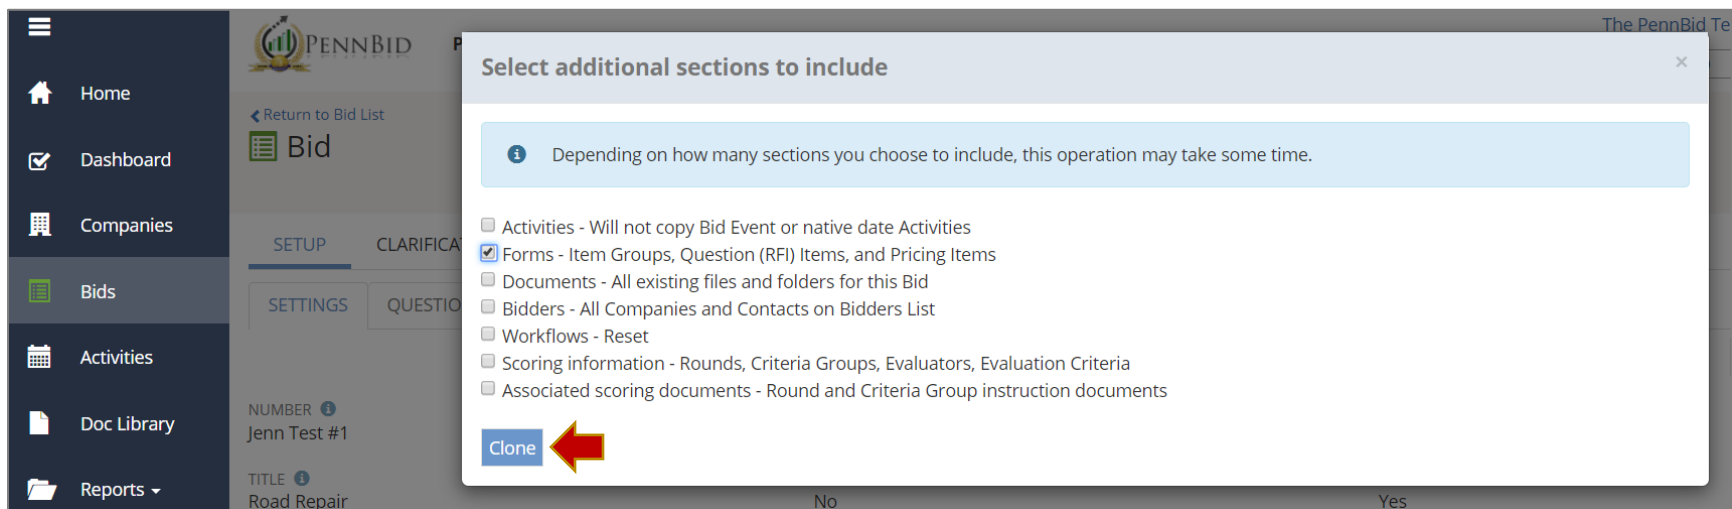 The PennBid Te
PENNBID
P
Home
Dashboard
Companies
Bids
Activities
Doc Library
Reports
Return to Bid List
Bid
SETUP
CLARIFICA
SETTINGS
QUESTIO
NUMBER
Jenn Test #1
TITLE
Road Repair
No
Yes
Select additional sections to include
×
Depending on how many sections you choose to include, this operation may take some time.
Activities - Will not copy Bid Event or native date Activities
Forms - Item Groups, Question (RFI) Items, and Pricing Items
Documents - All existing files and folders for this Bid
Bidders - All Companies and Contacts on Bidders List
Workflows - Reset
Scoring information - Rounds, Criteria Groups, Evaluators, Evaluation Criteria
Associated scoring documents - Round and Criteria Group instruction documents
Clone